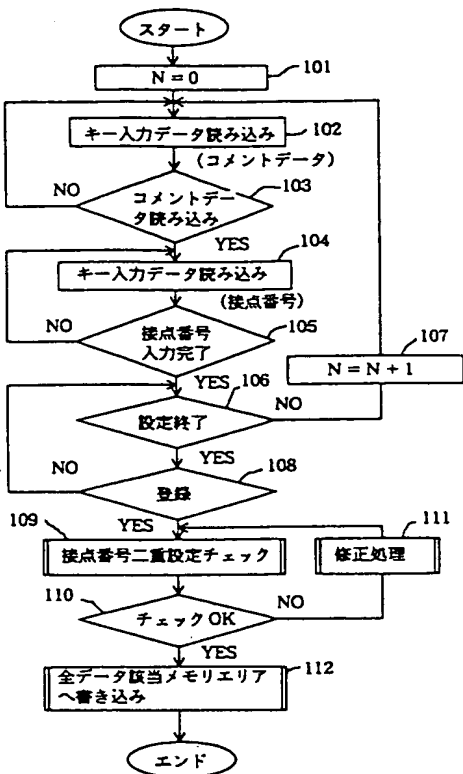 スタート
N=0
101
キー入力データ読み込み
102
(コメントデータ)
NO
コメントデー
タ読み込み
103
YES
104
キー入力データ読み込み
(接点番号)
NO
接点番号
入力完了
105
107
N=N+1
YES
106
設定終了
NO
YES
NO
登録
108
YES
109
接点番号二重設定チェック
111
修正処理
110
チェックOK
NO
YES
全データ該当メモリエリア
へ書き込み
112
エンド